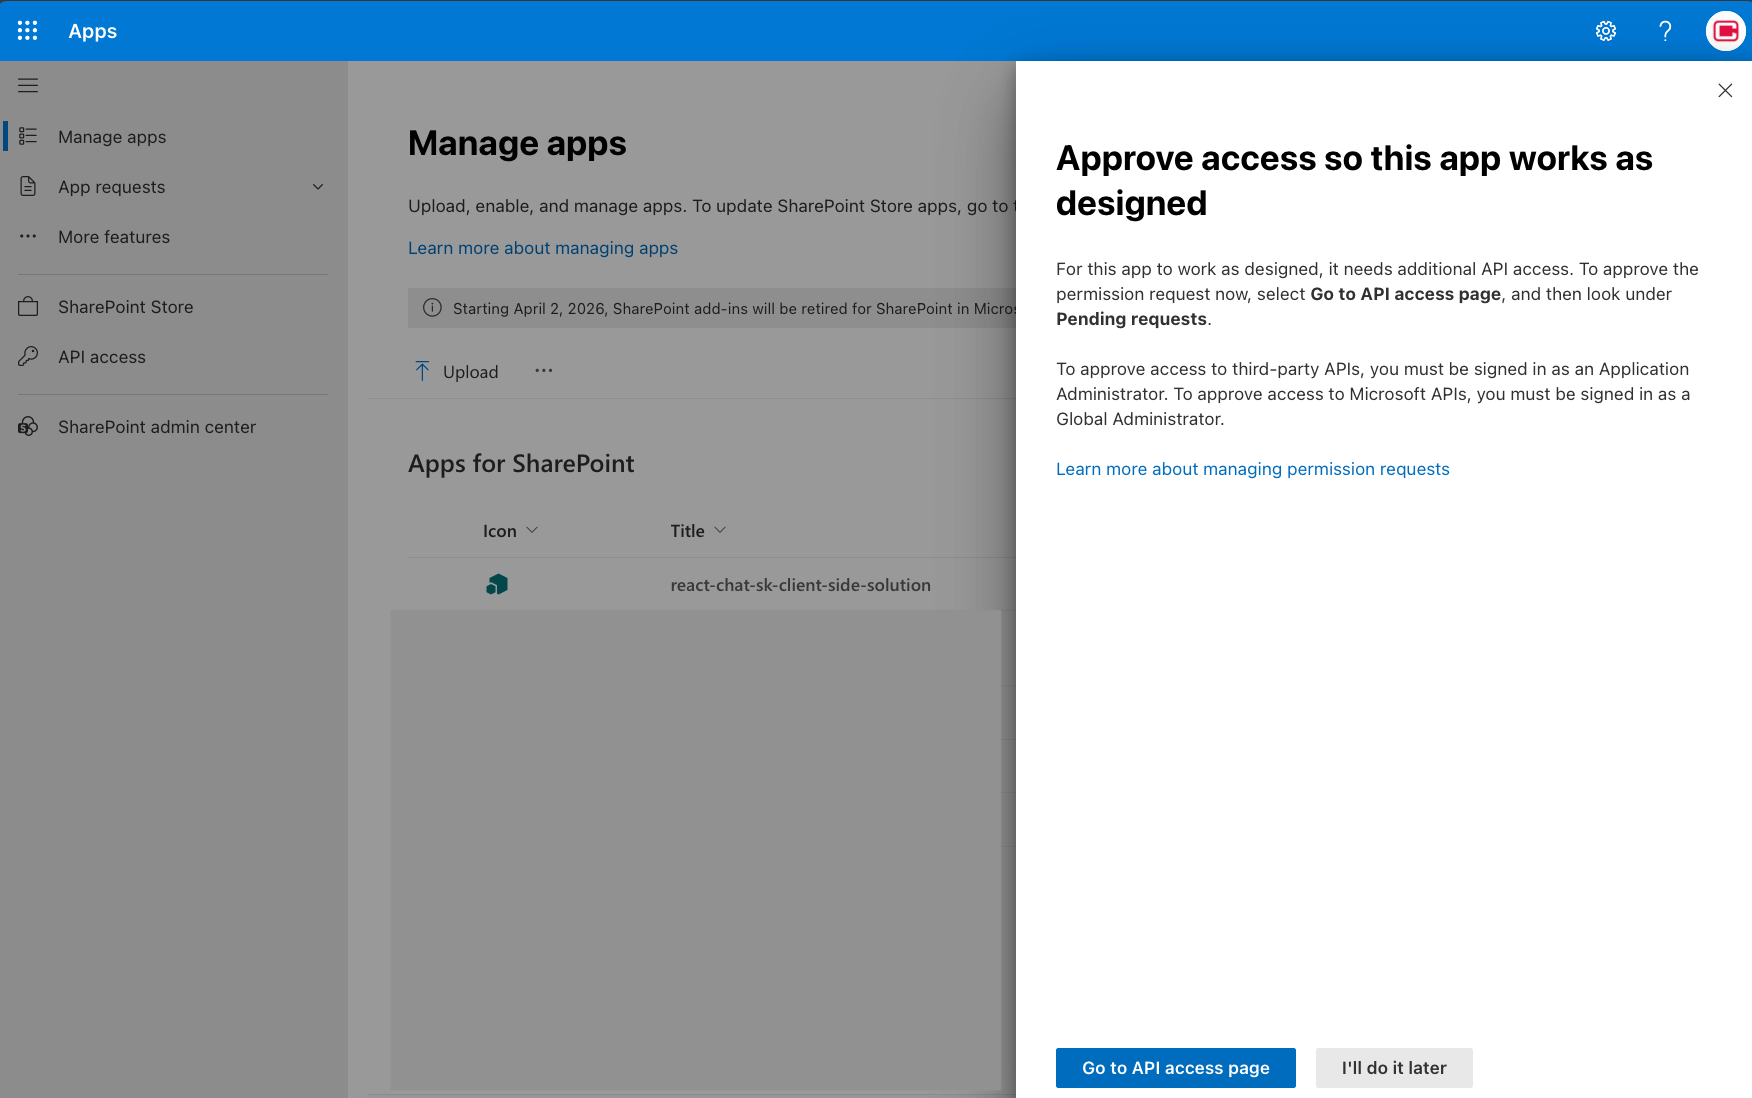 Apps
Manage apps
App requests
More features
SharePoint Store
API access
SharePoint admin center
Manage apps
Upload, enable, and manage apps. To update SharePoint Store apps, go to
Learn more about managing apps
Starting April 2, 2026, SharePoint add-ins will be retired for SharePoint in Micros
Upload
Apps for SharePoint
Icon Title
react-chat-sk-client-side-solution
Approve access so this app works as
designed
For this app to work as designed, it needs additional API access. To approve the
permission request now, select Go to API access page, and then look under
Pending requests.
To approve access to third-party APIs, you must be signed in as an Application
Administrator. To approve access to Microsoft APIs, you must be signed in as a
Global Administrator.
Learn more about managing permission requests
Go to API access page
I'll do it later